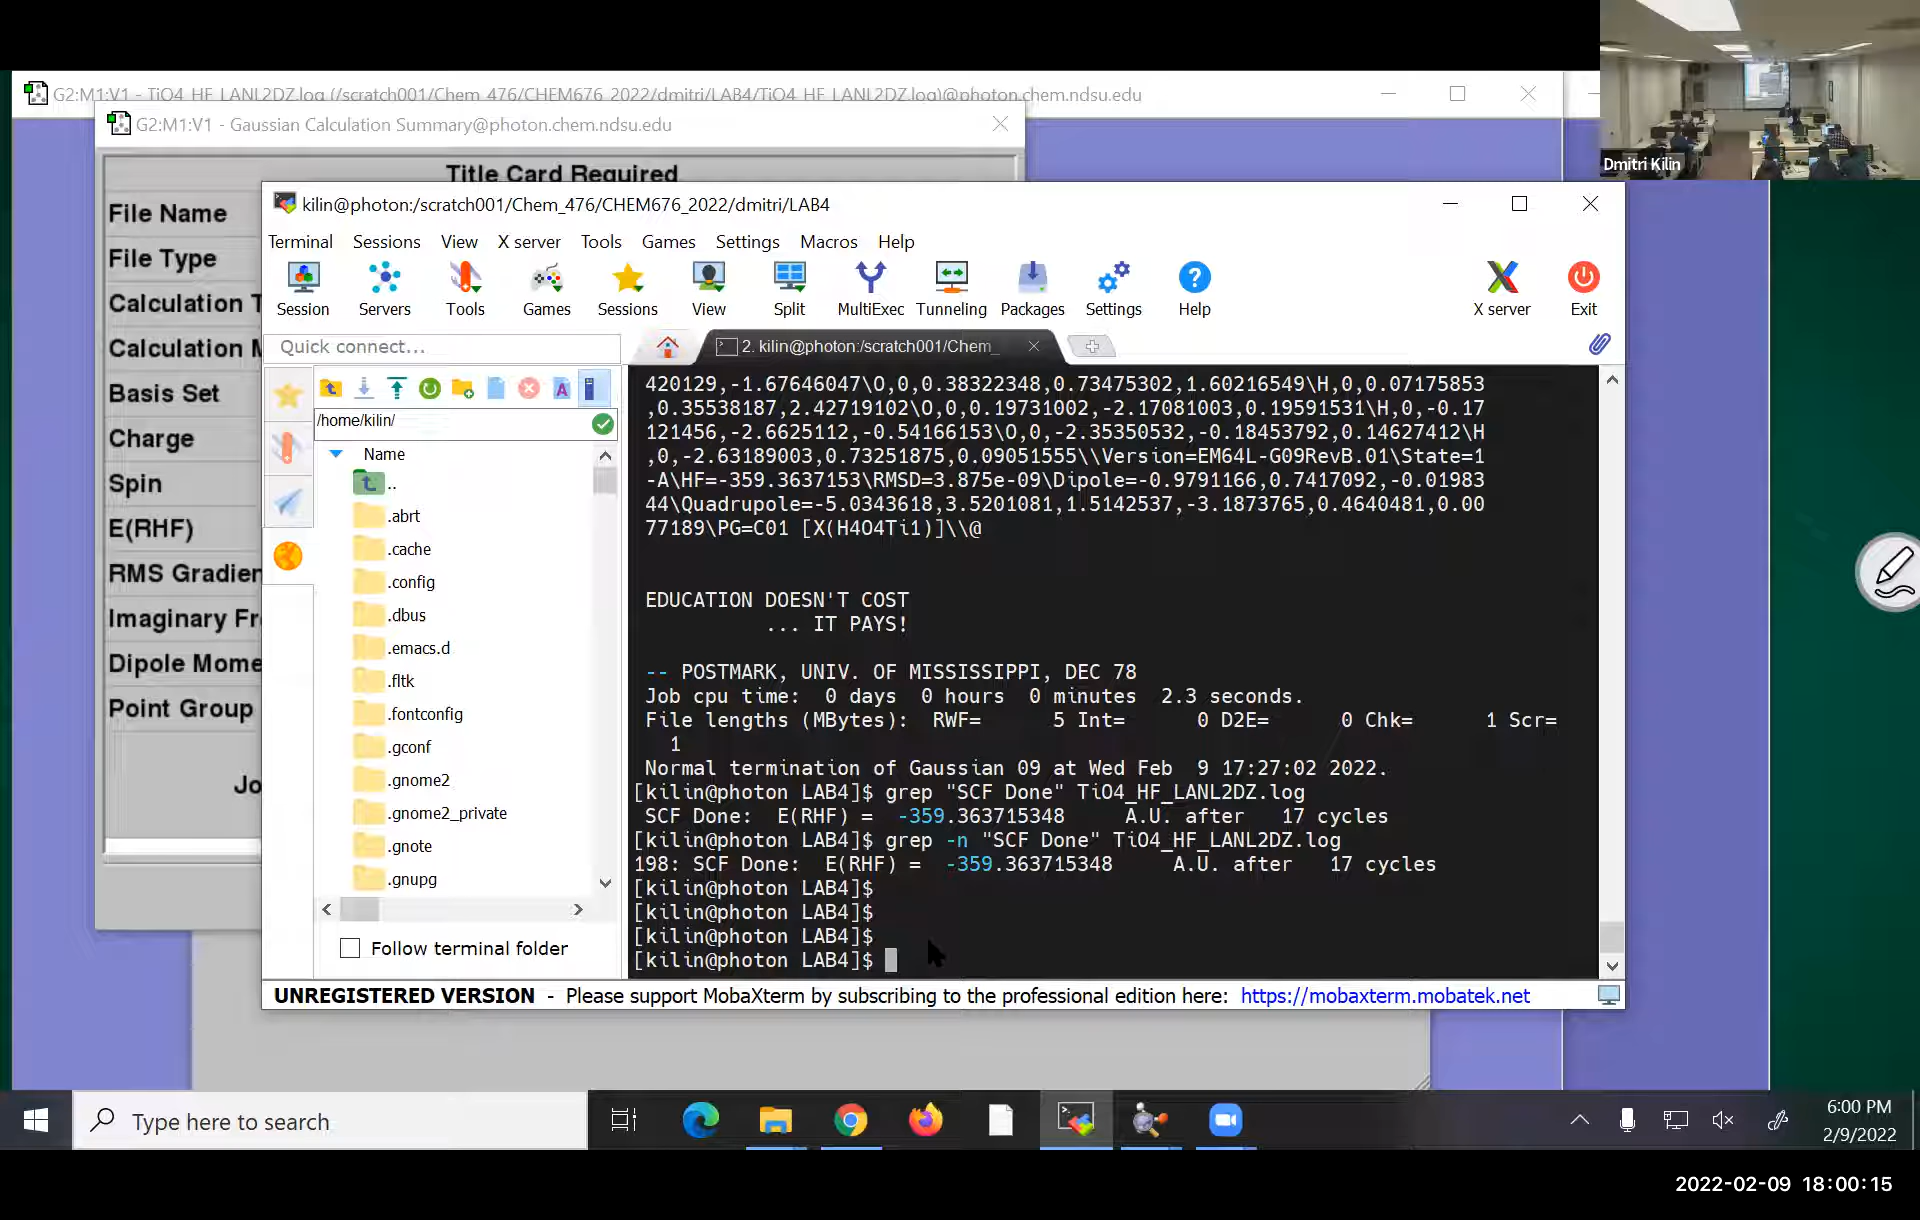 G2:M1:V1 - TiO4_HF_LANL2DZ.log (/scratch001/Chem_476/CHEM676_2022/dmitri/LAB4/TiO4_HF_LANL2DZ.log)@photon.chem.ndsu.edu
G2:M1:V1 - Gaussian Calculation Summary@photon.chem.ndsu.edu
Dmitri Kilin
Title Card Required
File Name
File Type
Calculation
Calculation
Basis Set
Charge
Spin
E(RHF)
RMS Gradien
Imaginary Fr
Dipole Mome
Point Group
Jo
kilin@photon:/scratch001/Chem_476/CHEM676_2022/dmitri/LAB4
Terminal Sessions View X server Tools Games Settings Macros Help
Session Servers Tools Games Sessions View Split MultiExec Tunneling Packages Settings Help X server Exit
Quick connect...
2. kilin@photon:/scratch001/Chem_
/home/kilin/
Name
..
.abrt
.cache
.config
.dbus
.emacs.d
.fltk
.fontconfig
.gconf
.gnome2
.gnome2_private
.gnote
.gnupg
Follow terminal folder
420129,-1.67646047\O,0,0.38322348,0.73475302,1.60216549\H,0,0.07175853
,0.35538187,2.42719102\O,0,0.19731002,-2.17081003,0.19591531\H,0,-0.17
121456,-2.6625112,-0.54166153\O,0,-2.35350532,-0.18453792,0.14627412\H
,0,-2.63189003,0.73251875,0.09051555\\Version=EM64L-G09RevB.01\State=1
-A\HF=-359.3637153\RMSD=3.875e-09\Dipole=-0.9791166,0.7417092,-0.01983
44\Quadrupole=-5.0343618,3.5201081,1.5142537,-3.1873765,0.4640481,0.00
77189\PG=C01 [X(H4O4Ti1)]\\@
EDUCATION DOESN'T COST
... IT PAYS!
-- POSTMARK, UNIV. OF MISSISSIPPI, DEC 78
Job cpu time:  0 days  0 hours  0 minutes  2.3 seconds.
File lengths (MBytes):  RWF=      5 Int=      0 D2E=      0 Chk=      1 Scr=
1
Normal termination of Gaussian 09 at Wed Feb  9 17:27:02 2022.
[kilin@photon LAB4]$ grep "SCF Done" TiO4_HF_LANL2DZ.log
SCF Done:  E(RHF) =  -359.363715348     A.U. after   17 cycles
[kilin@photon LAB4]$ grep -n "SCF Done" TiO4_HF_LANL2DZ.log
198: SCF Done:  E(RHF) =  -359.363715348     A.U. after   17 cycles
[kilin@photon LAB4]$
[kilin@photon LAB4]$
[kilin@photon LAB4]$
[kilin@photon LAB4]$
UNREGISTERED VERSION - Please support MobaXterm by subscribing to the professional edition here: https://mobaxterm.mobatek.net
Type here to search
6:00 PM
2/9/2022
2022-02-09 18:00:15